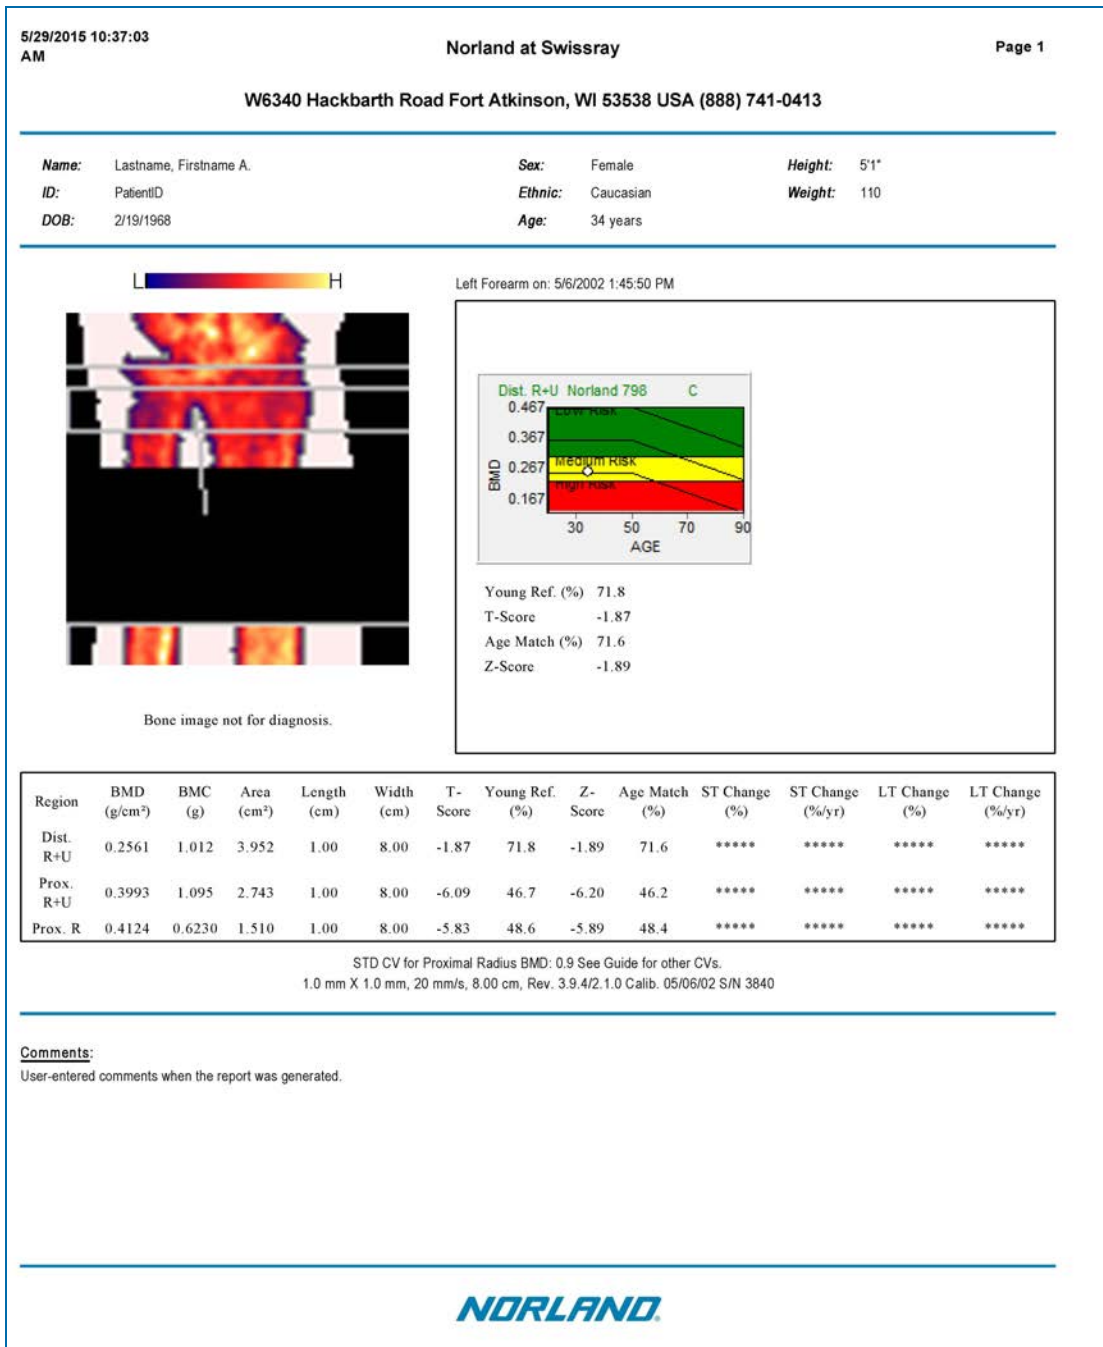 5/29/2015 10:37:03
AM
Norland at Swissray
Page 1
W6340 Hackbarth Road Fort Atkinson, WI 53538 USA (888) 741-0413
Name: Lastname, Firstname A. Sex: Female Height: 5'1"
ID: PatientID Ethnic: Caucasian Weight: 110
DOB: 2/19/1968 Age: 34 years
L H
Left Forearm on: 5/6/2002 1:45:50 PM
Dist. R+U Norland 798 C
0.467 Low Risk
0.367
0.267 Medium Risk
High Risk
0.167
BMD
30 50 70 90
AGE
Young Ref. (%) 71.8
T-Score -1.87
Age Match (%) 71.6
Z-Score -1.89
Bone image not for diagnosis.
Region BMD (g/cm²) BMC (g) Area (cm²) Length (cm) Width (cm) T-Score Young Ref. (%) Z-Score Age Match (%) ST Change (%) ST Change (%/yr) LT Change (%) LT Change (%/yr)
Dist. R+U 0.2561 1.012 3.952 1.00 8.00 -1.87 71.8 -1.89 71.6 ***** ***** ***** *****
Prox. R+U 0.3993 1.095 2.743 1.00 8.00 -6.09 46.7 -6.20 46.2 ***** ***** ***** *****
Prox. R 0.4124 0.6230 1.510 1.00 8.00 -5.83 48.6 -5.89 48.4 ***** ***** ***** *****
STD CV for Proximal Radius BMD: 0.9 See Guide for other CVs.
1.0 mm X 1.0 mm, 20 mm/s, 8.00 cm, Rev. 3.9.4/2.1.0 Calib. 05/06/02 S/N 3840
Comments:
User-entered comments when the report was generated.
NORLAND.